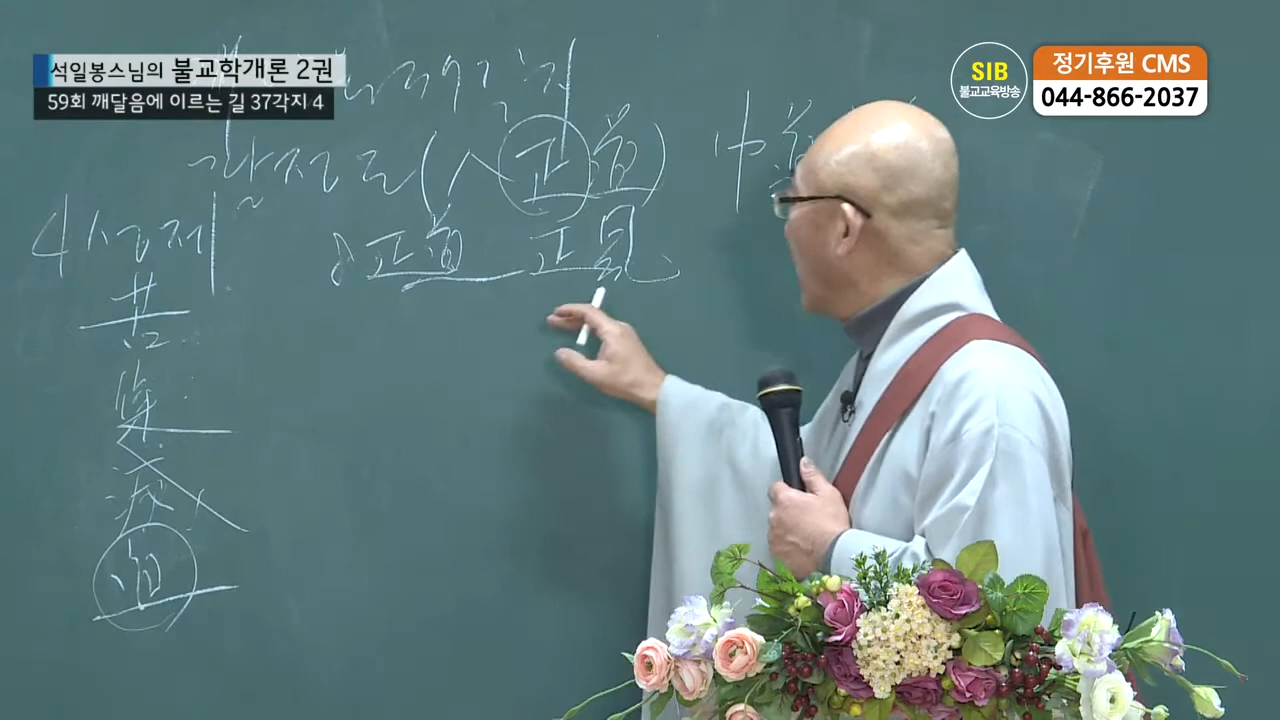 석일봉스님의 불교학개론 2권
59회 깨달음에 이르는 길 37각지 4
SIB
불교교육방송
정기후원 CMS
044-866-2037
팔정도(八正道) 中道
4성제
正道 正見
苦
集
滅
道